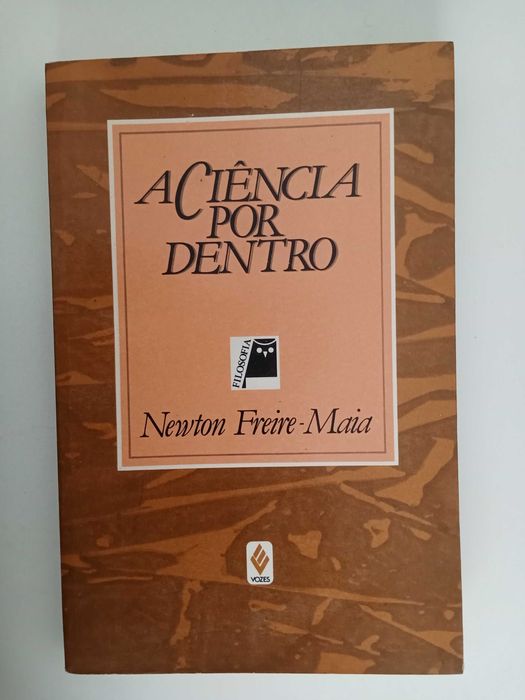 A CIÊNCIA
POR
DENTRO
FILOSOFIA
Newton Freire-Maia
VOZES